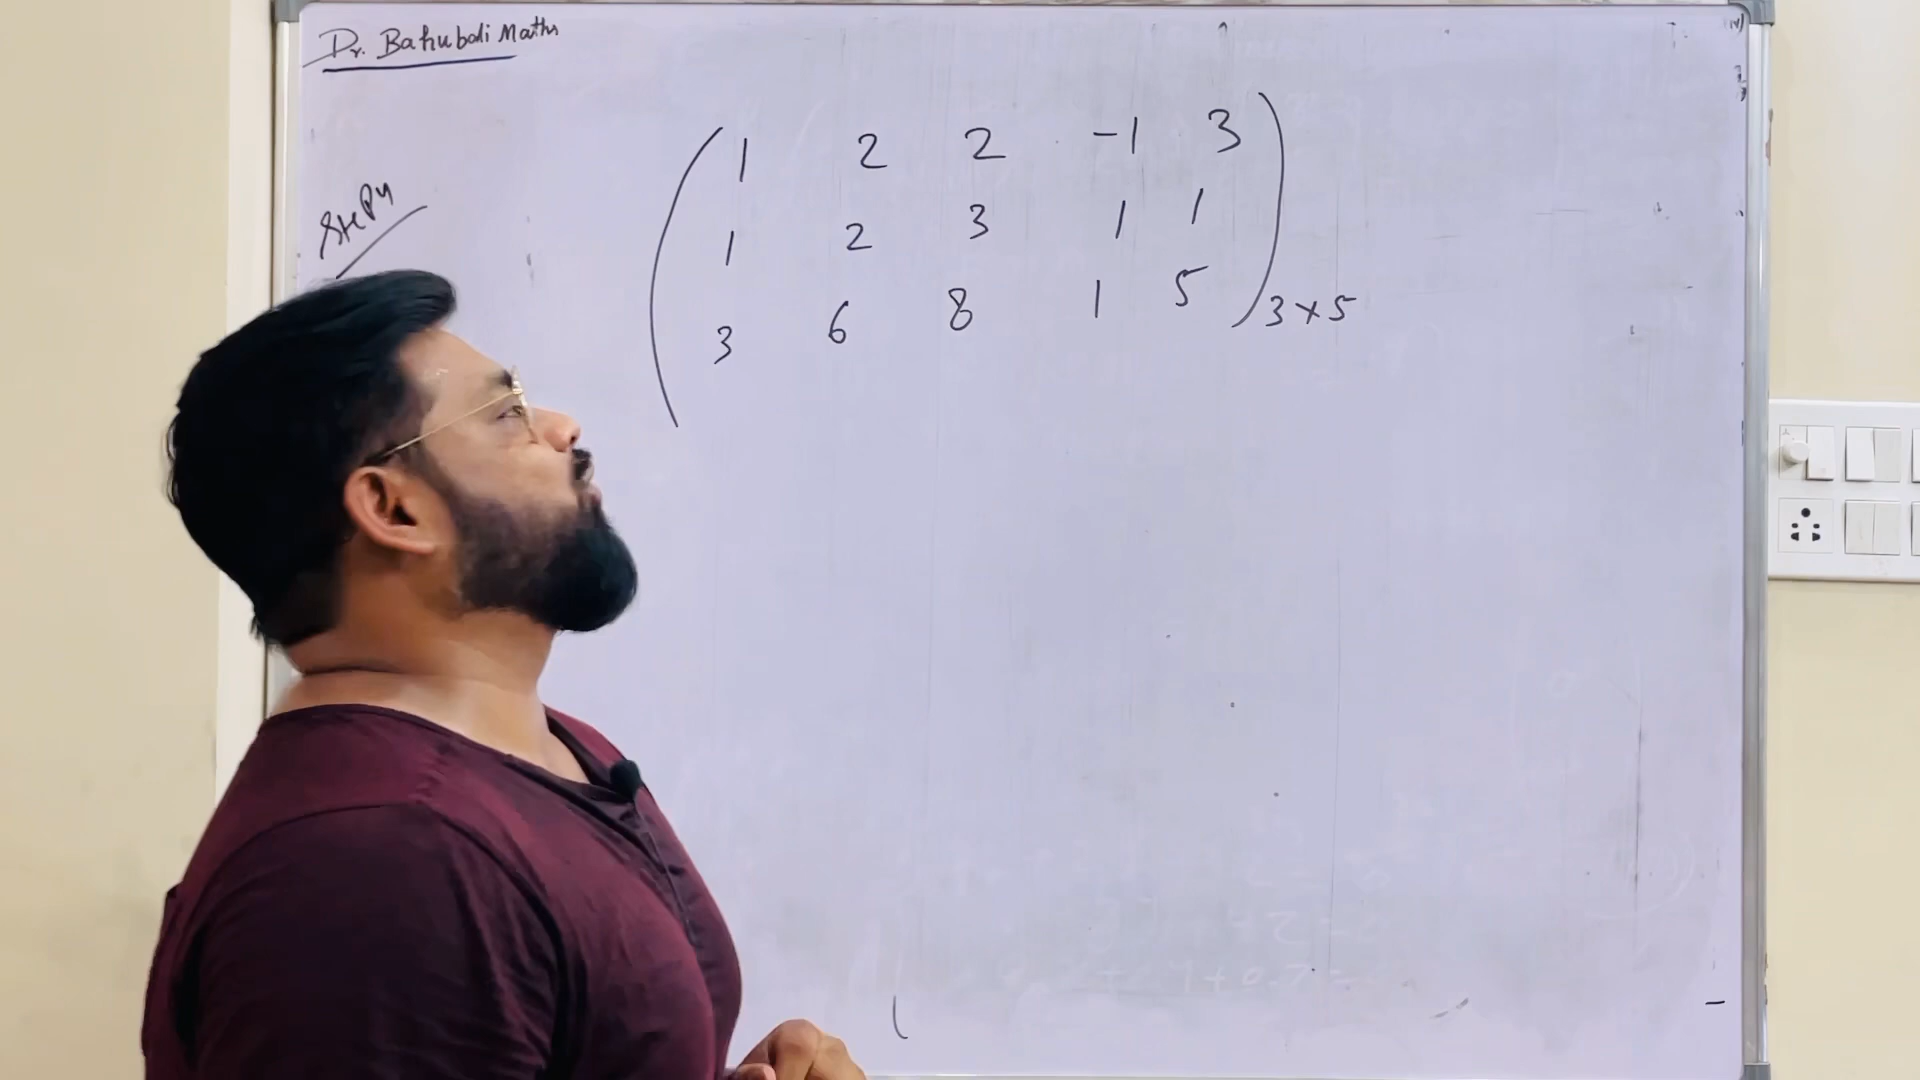 Dr. Bahubali Maths
Step 4
1 2 2 -1 3
1 2 3 1 1
3 6 8 1 5
3 × 5